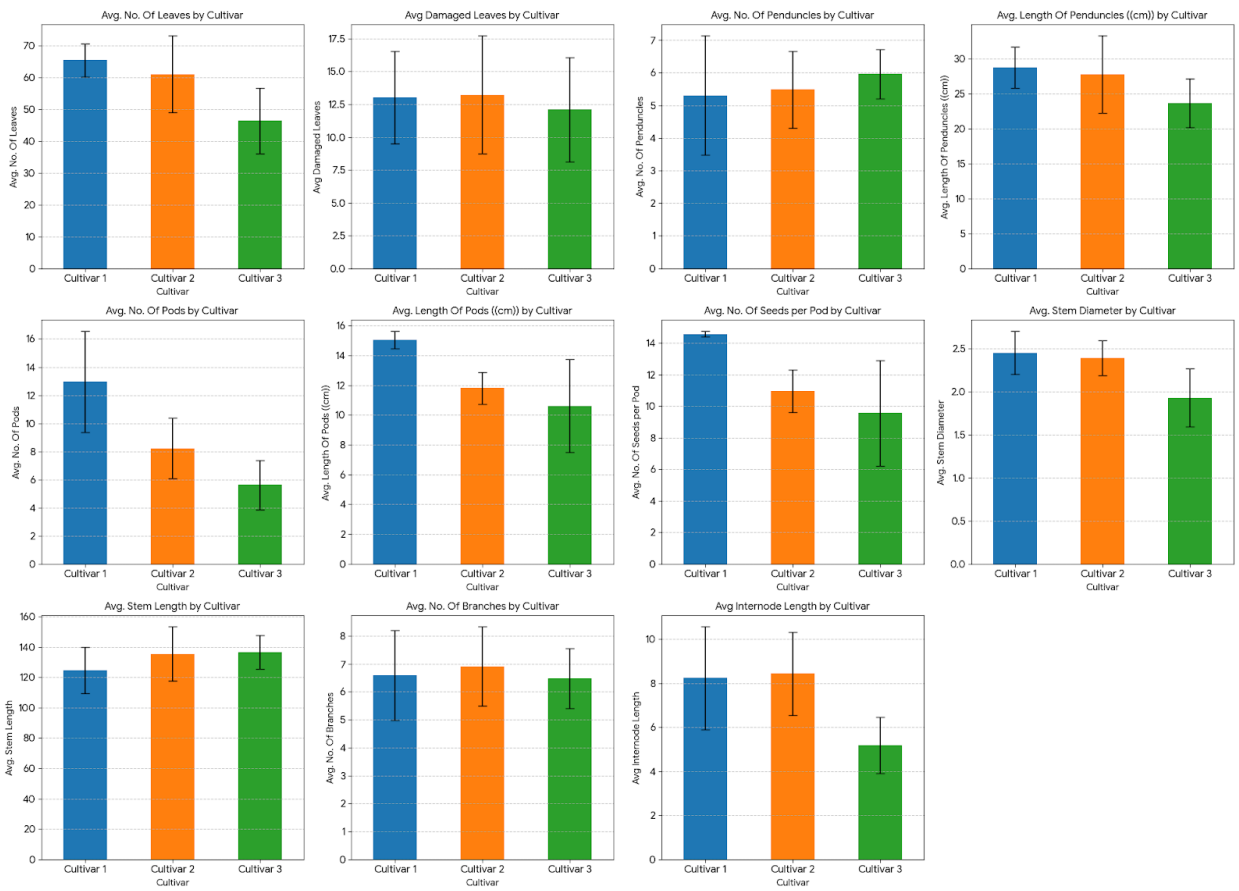 Avg. No. Of Leaves by Cultivar
Avg. No. Of Leaves
70
60
50
40
30
20
10
0
Cultivar 1
Cultivar 2
Cultivar 3
Cultivar
Avg Damaged Leaves by Cultivar
Avg Damaged Leaves
17.5
15.0
12.5
10.0
7.5
5.0
2.5
0.0
Cultivar 1
Cultivar 2
Cultivar 3
Cultivar
Avg. No. Of Penduncles by Cultivar
Avg. No. Of Penduncles
7
6
5
4
3
2
1
0
Cultivar 1
Cultivar 2
Cultivar 3
Cultivar
Avg. Length Of Penduncles ((cm)) by Cultivar
Avg. Length Of Penduncles ((cm))
30
25
20
15
10
5
0
Cultivar 1
Cultivar 2
Cultivar 3
Cultivar
Avg. No. Of Pods by Cultivar
Avg. No. Of Pods
16
14
12
10
8
6
4
2
0
Cultivar 1
Cultivar 2
Cultivar 3
Cultivar
Avg. Length Of Pods ((cm)) by Cultivar
Avg. Length Of Pods ((cm))
16
14
12
10
8
6
4
2
0
Cultivar 1
Cultivar 2
Cultivar 3
Cultivar
Avg. No. Of Seeds per Pod by Cultivar
Avg. No. Of Seeds per Pod
14
12
10
8
6
4
2
0
Cultivar 1
Cultivar 2
Cultivar 3
Cultivar
Avg. Stem Diameter by Cultivar
Avg. Stem Diameter
2.5
2.0
1.5
1.0
0.5
0.0
Cultivar 1
Cultivar 2
Cultivar 3
Cultivar
Avg. Stem Length by Cultivar
Avg. Stem Length
160
140
120
100
80
60
40
20
0
Cultivar 1
Cultivar 2
Cultivar 3
Cultivar
Avg. No. Of Branches by Cultivar
Avg. No. Of Branches
8
7
6
5
4
3
2
1
0
Cultivar 1
Cultivar 2
Cultivar 3
Cultivar
Avg Internode Length by Cultivar
Avg Internode Length
10
8
6
4
2
0
Cultivar 1
Cultivar 2
Cultivar 3
Cultivar